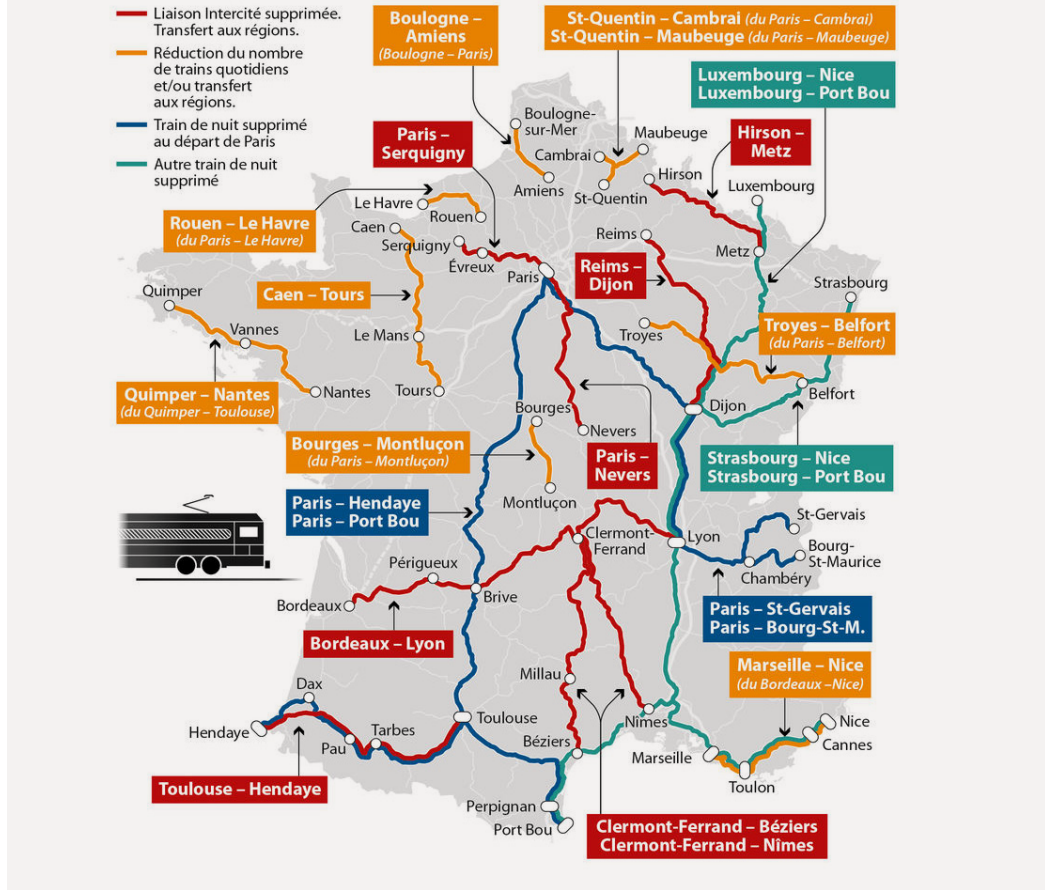 Liaison Intercité supprimée.
Transfert aux régions.
Réduction du nombre
de trains quotidiens
et/ou transfert
aux régions.
Train de nuit supprimé
au départ de Paris
Autre train de nuit
supprimé
Boulogne –
Amiens
(Boulogne – Paris)
St-Quentin – Cambrai (du Paris – Cambrai)
St-Quentin – Maubeuge (du Paris – Maubeuge)
Luxembourg – Nice
Luxembourg – Port Bou
Paris –
Serquigny
Boulogne-
sur-Mer
Maubeuge
Cambrai
Hirson –
Metz
Hirson
Amiens
St-Quentin
Luxembourg
Rouen – Le Havre
(du Paris – Le Havre)
Le Havre
Rouen
Caen
Serquigny
Évreux
Paris
Reims
Metz
Reims –
Dijon
Strasbourg
Quimper
Caen – Tours
Vannes
Le Mans
Troyes
Troyes – Belfort
(du Paris – Belfort)
Quimper – Nantes
(du Quimper – Toulouse)
Nantes
Tours
Belfort
Bourges
Dijon
Nevers
Bourges – Montluçon
(du Paris – Montluçon)
Paris –
Nevers
Strasbourg – Nice
Strasbourg – Port Bou
Montluçon
Paris – Hendaye
Paris – Port Bou
St-Gervais
Clermont-
Ferrand
Lyon
Bourg-
St-Maurice
Périgueux
Chambéry
Bordeaux
Brive
Paris – St-Gervais
Paris – Bourg-St-M.
Bordeaux – Lyon
Marseille – Nice
(du Bordeaux –Nice)
Millau
Dax
Hendaye
Toulouse
Nîmes
Nice
Tarbes
Pau
Béziers
Cannes
Marseille
Toulon
Toulouse – Hendaye
Perpignan
Port Bou
Clermont-Ferrand – Béziers
Clermont-Ferrand – Nîmes